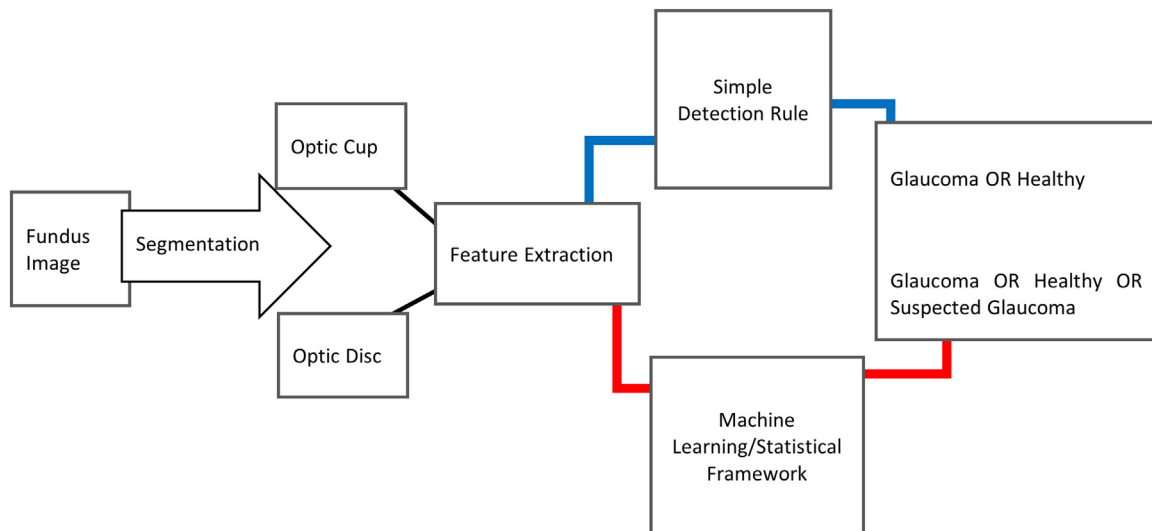 Fundus
Image
Segmentation
Optic Cup
Optic Disc
Feature Extraction
Simple
Detection Rule
Machine
Learning/Statistical
Framework
Glaucoma OR Healthy
Glaucoma OR Healthy OR
Suspected Glaucoma